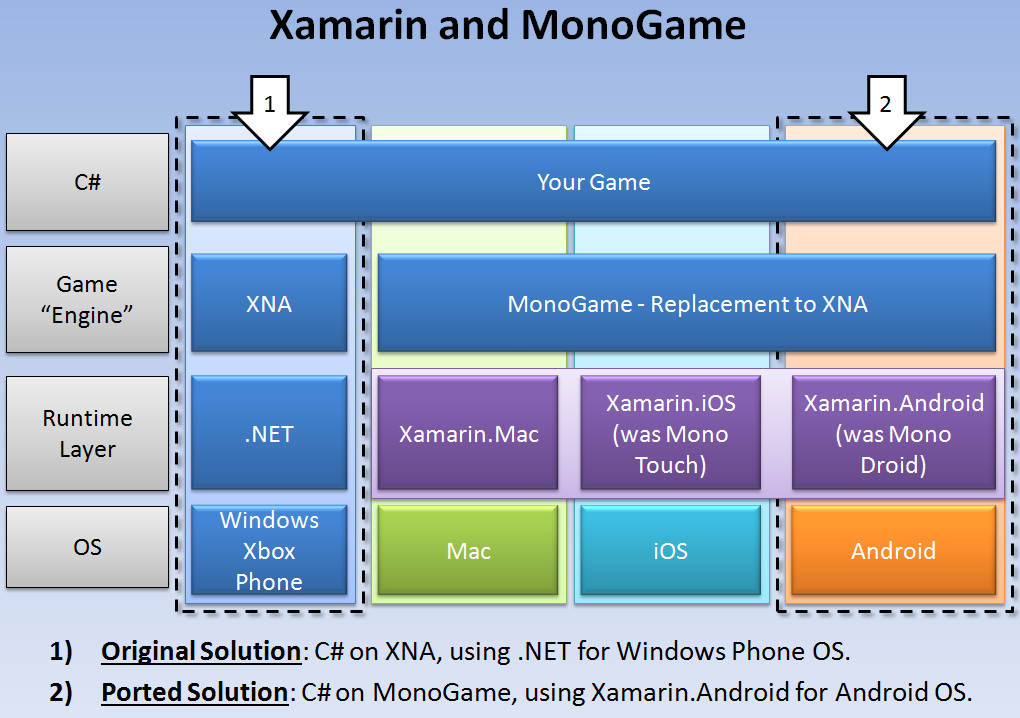 Xamarin and MonoGame
1
2
C#
Your Game
Game
“Engine”
XNA
MonoGame - Replacement to XNA
Runtime
Layer
.NET
Xamarin.Mac
Xamarin.iOS
(was Mono
Touch)
Xamarin.Android
(was Mono
Droid)
OS
Windows
Xbox
Phone
Mac
iOS
Android
1) Original Solution: C# on XNA, using .NET for Windows Phone OS.
2) Ported Solution: C# on MonoGame, using Xamarin.Android for Android OS.